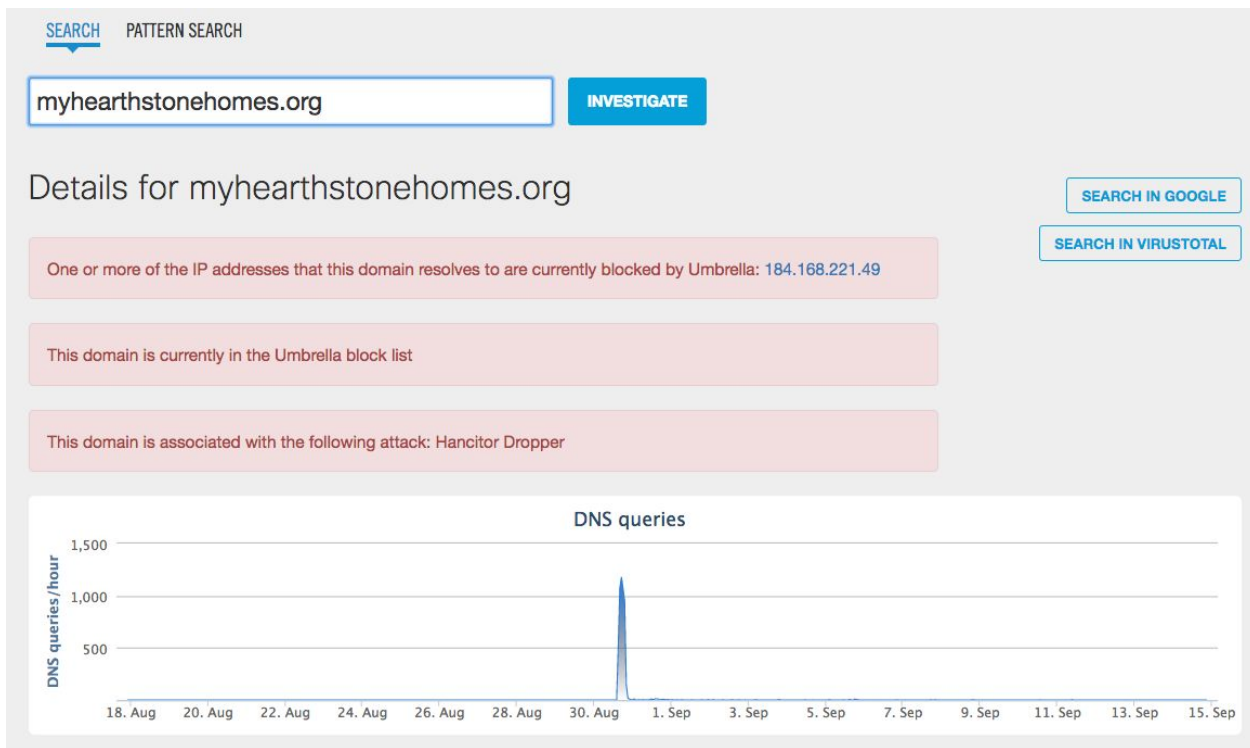 SEARCH PATTERN SEARCH
myhearthstonehomes.org
INVESTIGATE
Details for myhearthstonehomes.org
SEARCH IN GOOGLE
SEARCH IN VIRUSTOTAL
One or more of the IP addresses that this domain resolves to are currently blocked by Umbrella: 184.168.221.49
This domain is currently in the Umbrella block list
This domain is associated with the following attack: Hancitor Dropper
DNS queries
DNS queries/hour
1,500
1,000
500
18. Aug 20. Aug 22. Aug 24. Aug 26. Aug 28. Aug 30. Aug 1. Sep 3. Sep 5. Sep 7. Sep 9. Sep 11. Sep 13. Sep 15. Sep